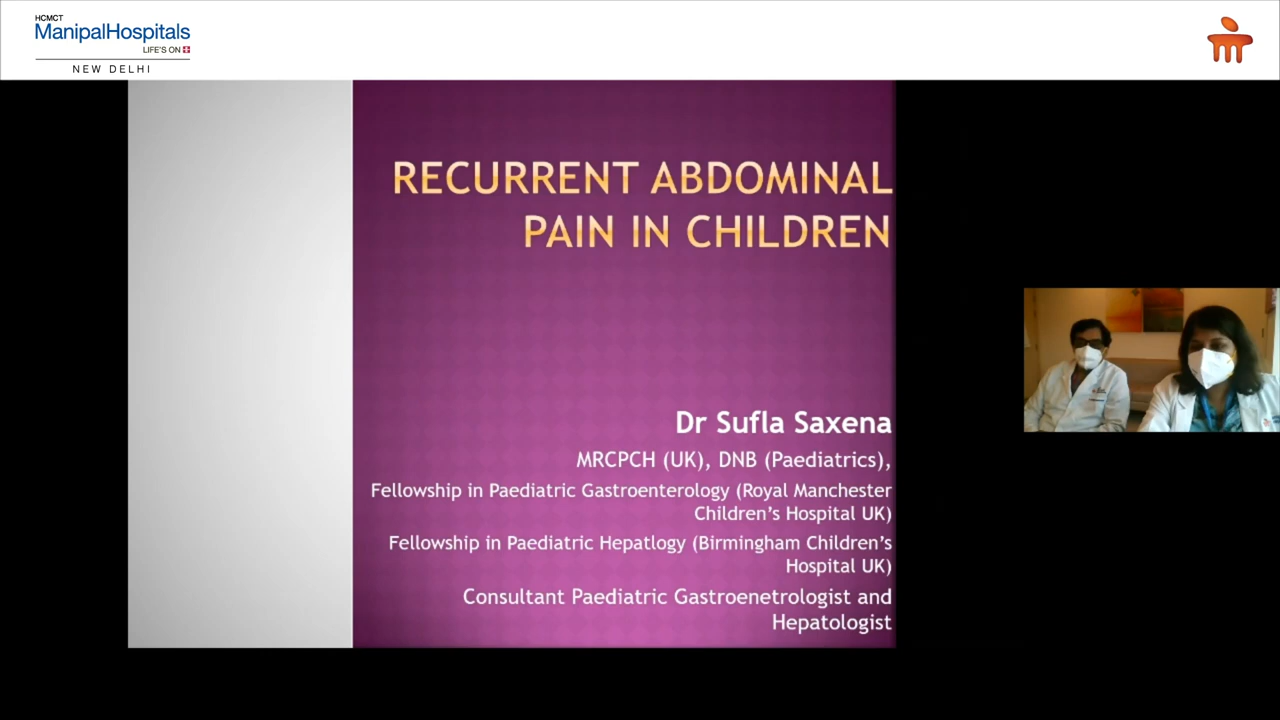 HCMCT
ManipalHospitals
LIFE'S ON
NEW DELHI
RECURRENT ABDOMINAL
PAIN IN CHILDREN
Dr Sufla Saxena
MRCPCH (UK), DNB (Paediatrics),
Fellowship in Paediatric Gastroenterology (Royal Manchester
Children’s Hospital UK)
Fellowship in Paediatric Hepatlogy (Birmingham Children’s
Hospital UK)
Consultant Paediatric Gastroenetrologist and
Hepatologist